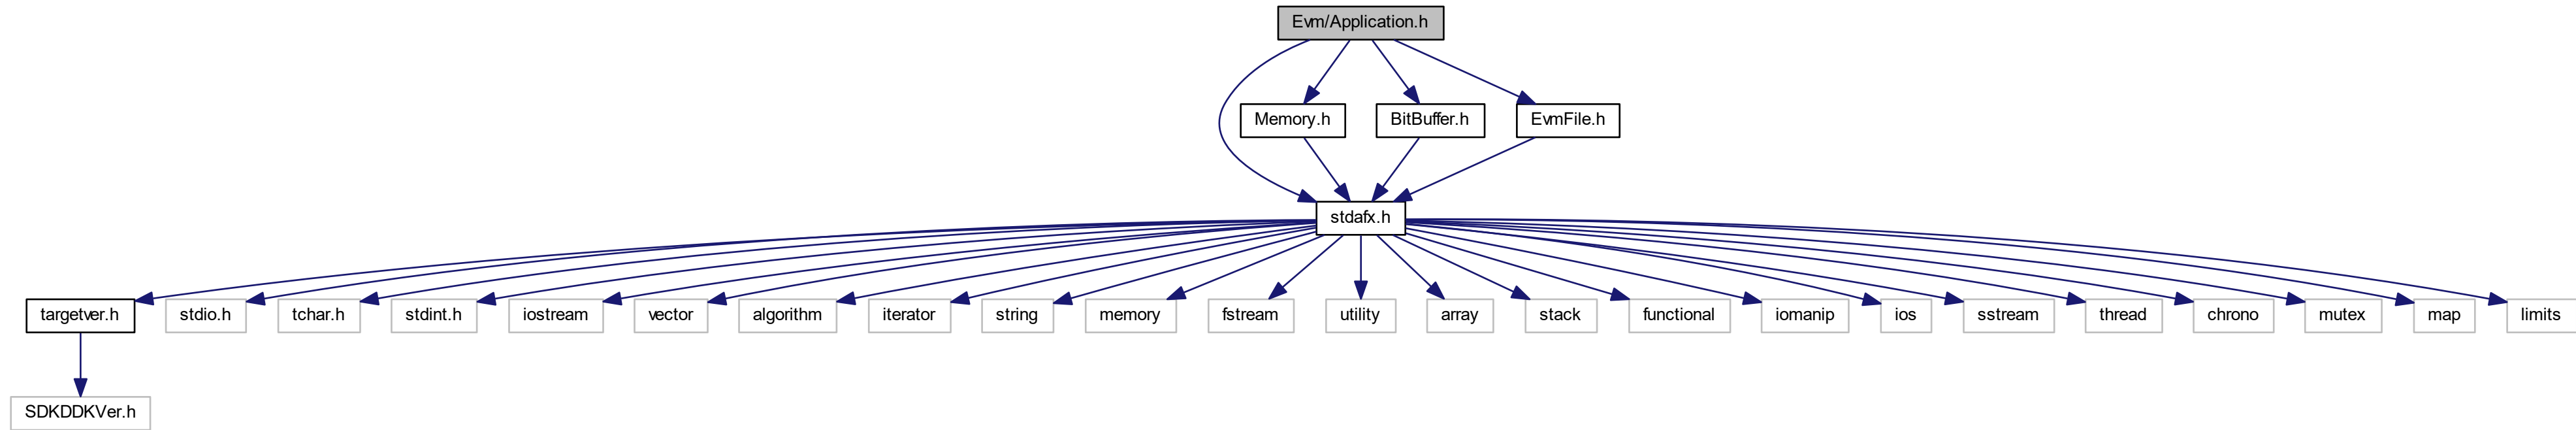 Evm/Application.h
Memory.h
BitBuffer.h
EvmFile.h
stdafx.h
targetver.h
stdio.h
tchar.h
stdint.h
iostream
vector
algorithm
iterator
string
memory
fstream
utility
array
stack
functional
iomanip
ios
sstream
thread
chrono
mutex
map
limits
SDKDDKVer.h